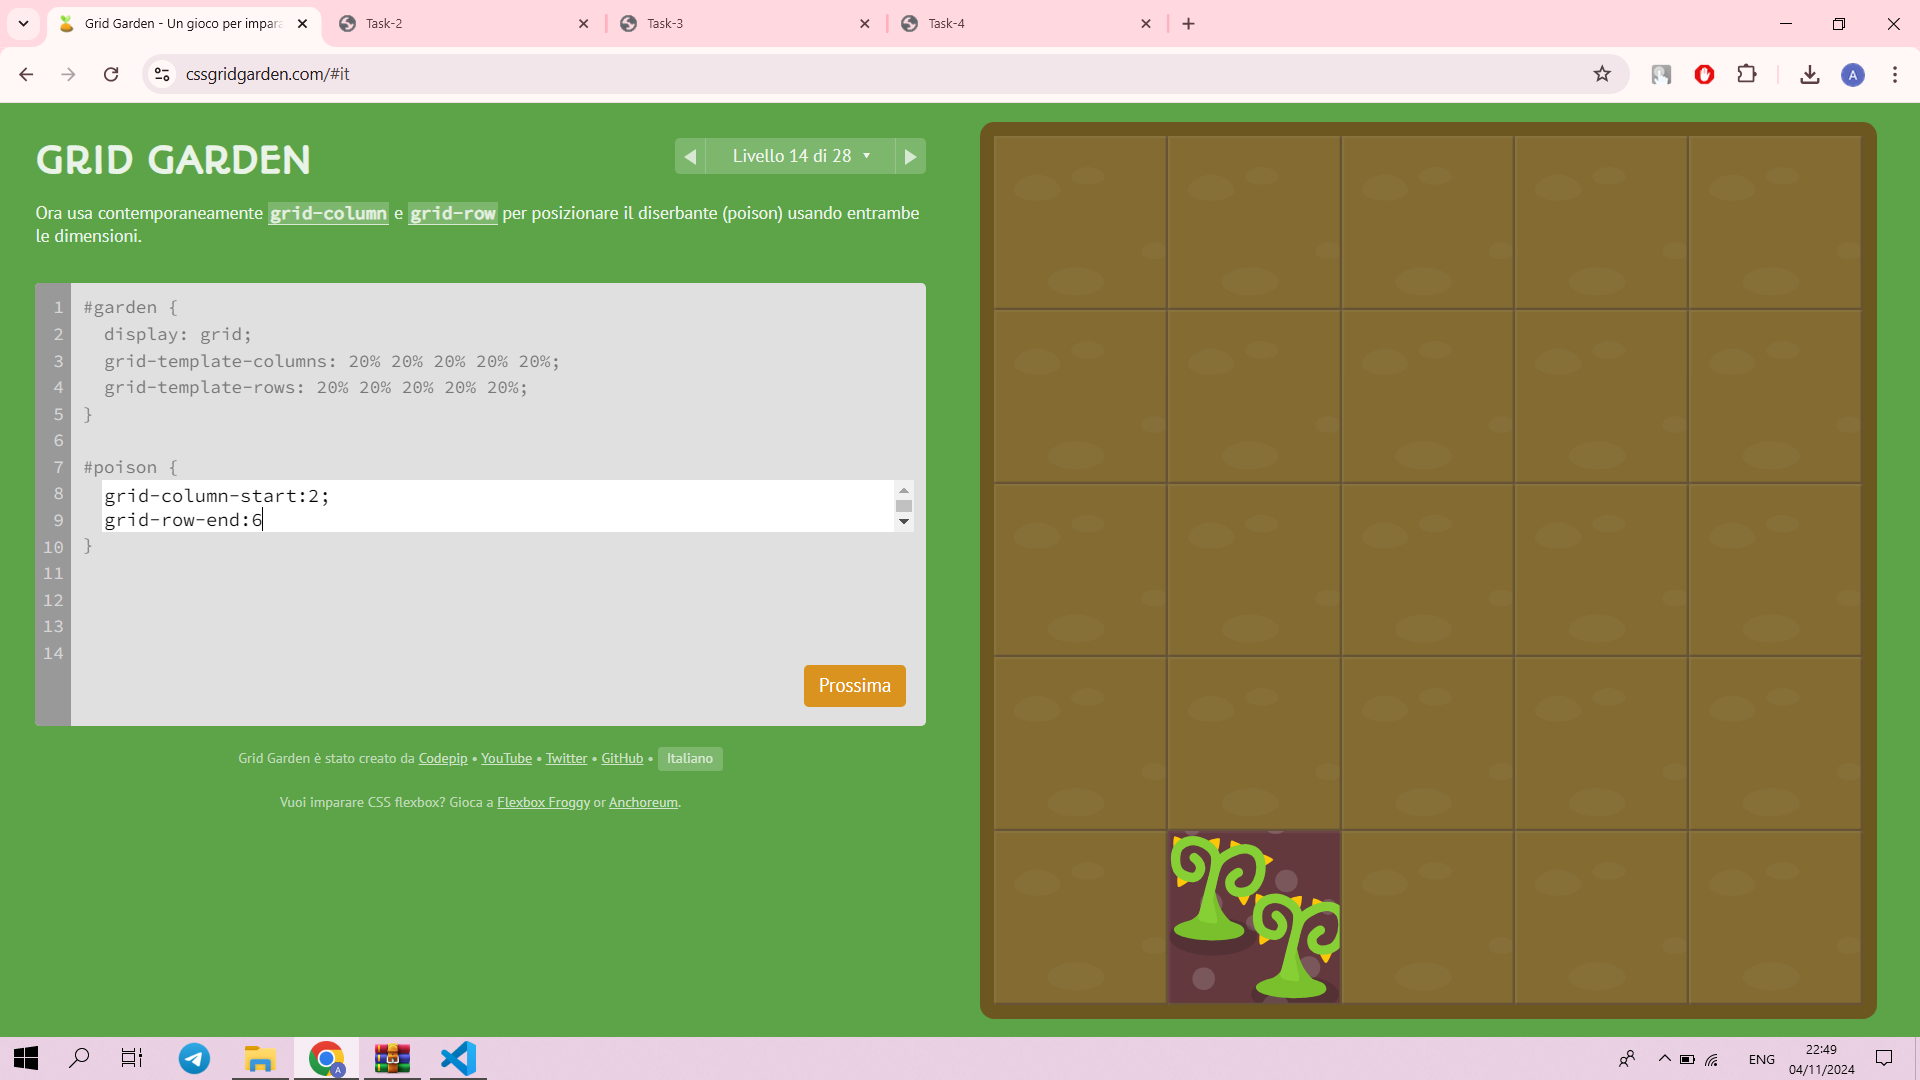 Grid Garden - Un gioco per impara
Task-2
Task-3
Task-4
cssgridgarden.com/#it
A
GRID GARDEN
Livello 14 di 28
Ora usa contemporaneamente grid-column e grid-row per posizionare il diserbante (poison) usando entrambe
le dimensioni.
1 #garden {
2 display: grid;
3 grid-template-columns: 20% 20% 20% 20% 20%;
4 grid-template-rows: 20% 20% 20% 20% 20%;
5 }
6
7 #poison {
8 grid-column-start:2;
9 grid-row-end:6
10 }
11
12
13
14
Prossima
Grid Garden è stato creato da Codepip • YouTube • Twitter • GitHub • Italiano
Vuoi imparare CSS flexbox? Gioca a Flexbox Froggy or Anchoreum.
A
ENG
22:49
04/11/2024